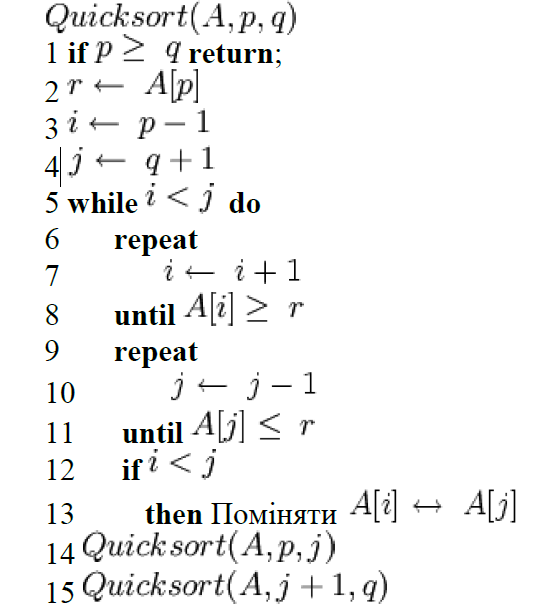 Quicksort(A, p, q)
1 if p ≥ q return;
2 r ← A[p]
3 i ← p − 1
4 j ← q + 1
5 while i < j do
6 repeat
7 i ← i + 1
8 until A[i] ≥ r
9 repeat
10 j ← j − 1
11 until A[j] ≤ r
12 if i < j
13 then Поміняти A[i] ↔ A[j]
14 Quicksort(A, p, j)
15 Quicksort(A, j + 1, q)